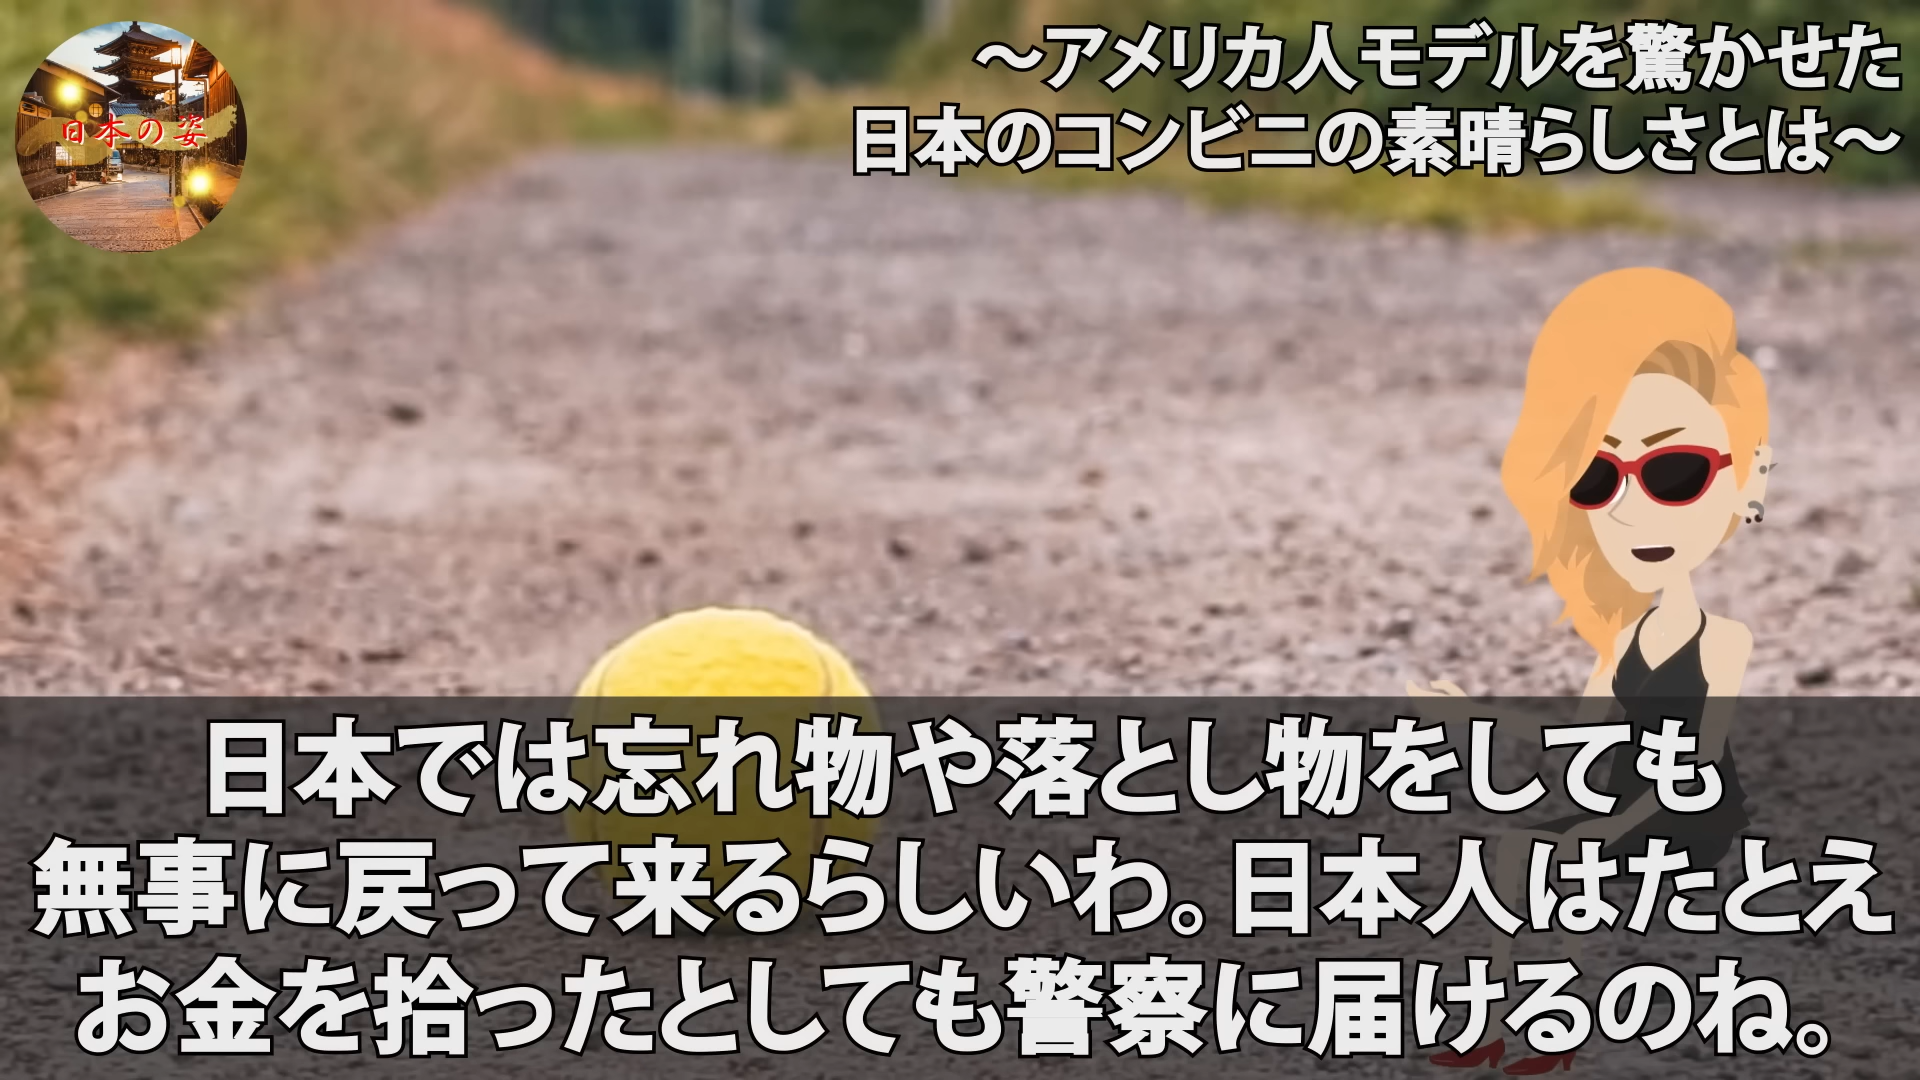 ～アメリカ人モデルを驚かせた
日本のコンビニの素晴らしさとは～
日本の姿
日本では忘れ物や落とし物をしても
無事に戻って来るらしいわ。日本人はたとえ
お金を拾ったとしても警察に届けるのね。